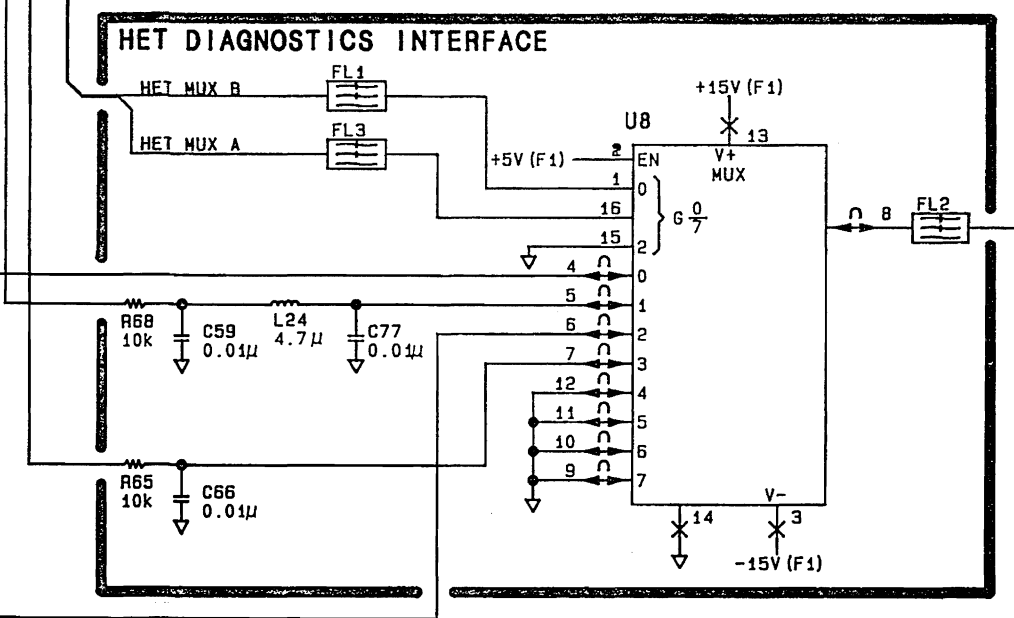 HET DIAGNOSTICS INTERFACE
HET MUX B
FL1
HET MUX A
FL3
+15V(F1)
U8
13
V+
MUX
+5V(F1)
2
EN
1
0
16
G 0/7
15
2
8
FL2
4
0
5
1
6
2
7
3
12
4
11
5
10
6
9
7
R68
10k
C59
0.01μ
L24
4.7μ
C77
0.01μ
R65
10k
C66
0.01μ
V-
14
3
-15V(F1)